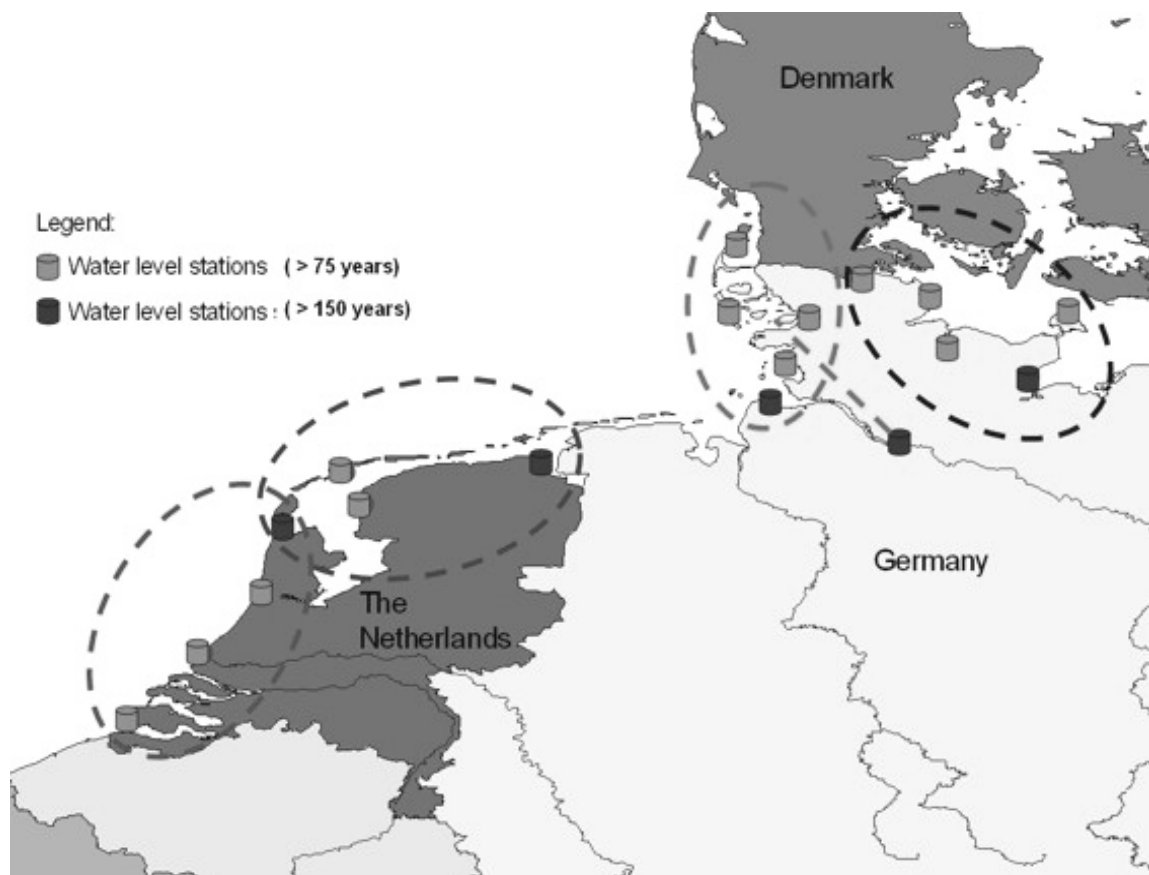 Denmark
Legend:
Water level stations ( > 75 years)
Water level stations : ( > 150 years)
Germany
The
Netherlands